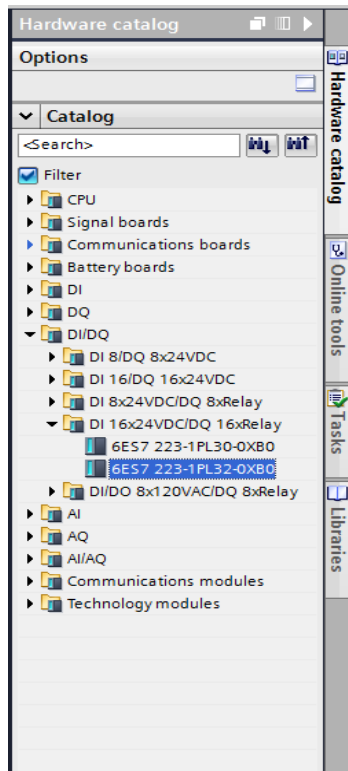 Hardware catalog
Options
Catalog
<Search>
Filter
CPU
Signal boards
Communications boards
Battery boards
DI
DQ
DI/DQ
DI 8/DQ 8x24VDC
DI 16/DQ 16x24VDC
DI 8x24VDC/DQ 8xRelay
DI 16x24VDC/DQ 16xRelay
6ES7 223-1PL30-0XB0
6ES7 223-1PL32-0XB0
DI/DO 8x120VAC/DQ 8xRelay
AI
AQ
AI/AQ
Communications modules
Technology modules
Hardware catalog
Online tools
Tasks
Libraries